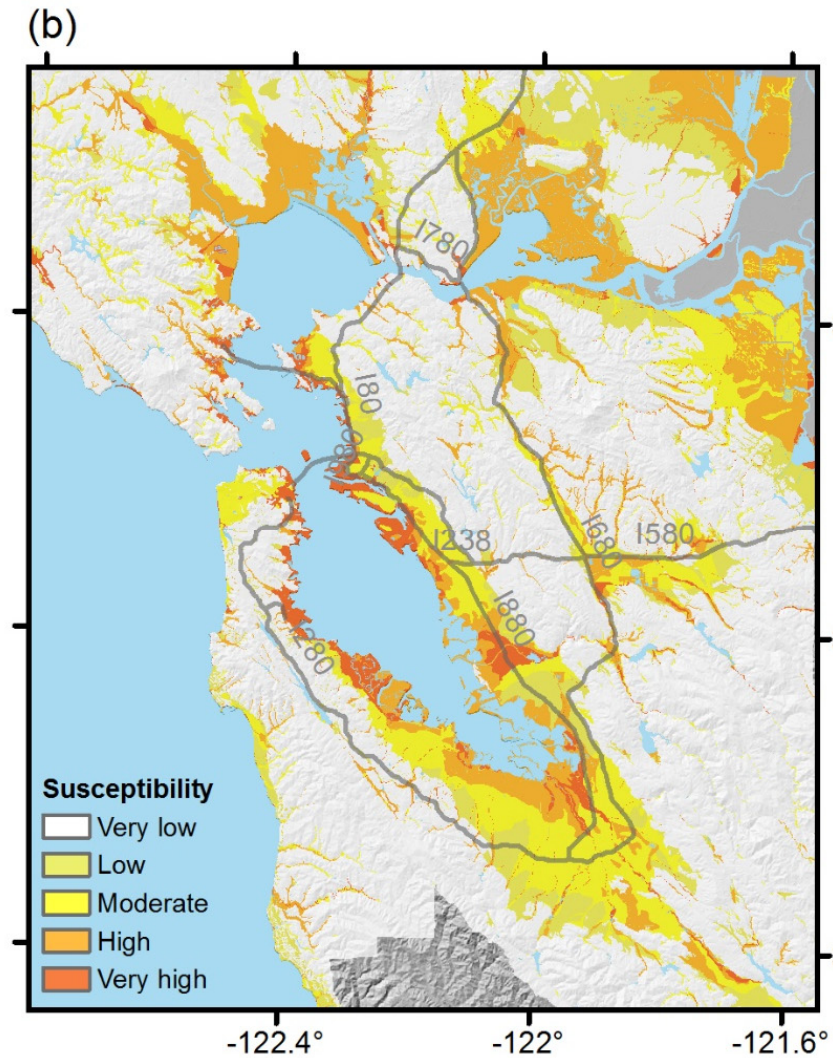 (b)
I780
I80
80
I238
I680
I580
I880
280
Susceptibility
Very low
Low
Moderate
High
Very high
-122.4°
-122°
-121.6°